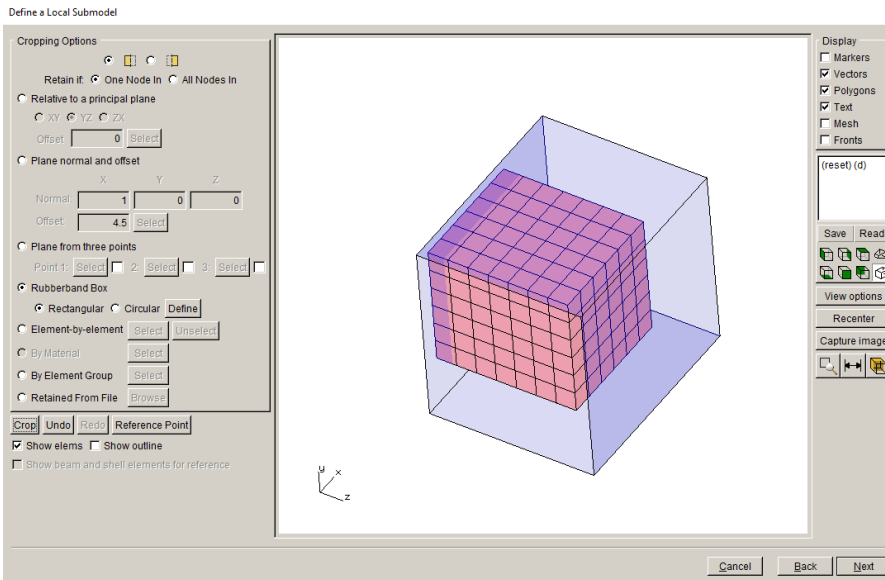 Define a Local Submodel
Cropping Options
Retain if: One Node In All Nodes In
Relative to a principal plane
XY YZ ZX
Offset 0 Select
Plane normal and offset
X Y Z
Normal: 1 0 0
Offset: 4.5 Select
Plane from three points
Point 1: Select 2: Select 3: Select
Rubberband Box
Rectangular Circular Define
Element-by-element Select Unselect
By Material Select
By Element Group Select
Retained From File Browse
Crop Undo Redo Reference Point
Show elems Show outline
Show beam and shell elements for reference
y x z
Display
Markers
Vectors
Polygons
Text
Mesh
Fronts
(reset) (d)
Save Read
View options
Recenter
Capture image
Cancel Back Next